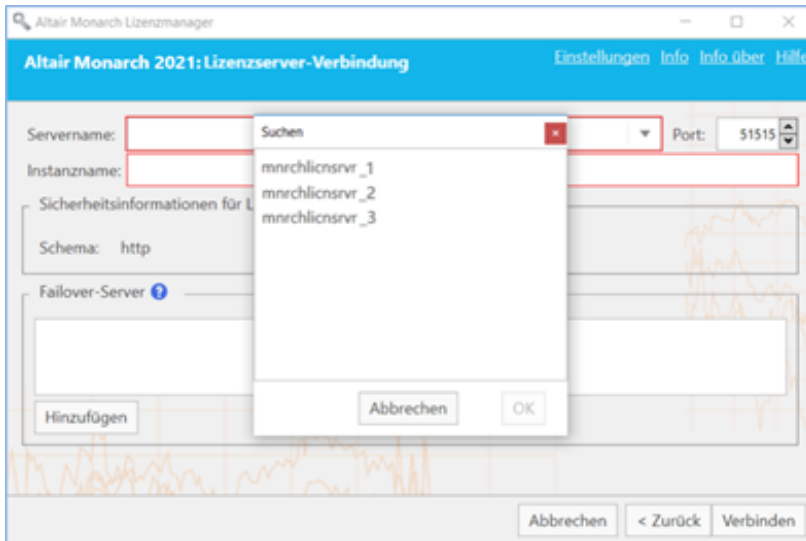 Altair Monarch Lizenzmanager
Altair Monarch 2021: Lizenzserver-Verbindung
Einstellungen Info Info über Hilfe
Servername:
Port: 51515
Instanzname:
Suchen
mnrchlicnsrvr_1
mnrchlicnsrvr_2
mnrchlicnsrvr_3
Abbrechen OK
Sicherheitsinformationen für L
Schema: http
Failover-Server ?
Hinzufügen
Abbrechen < Zurück Verbinden